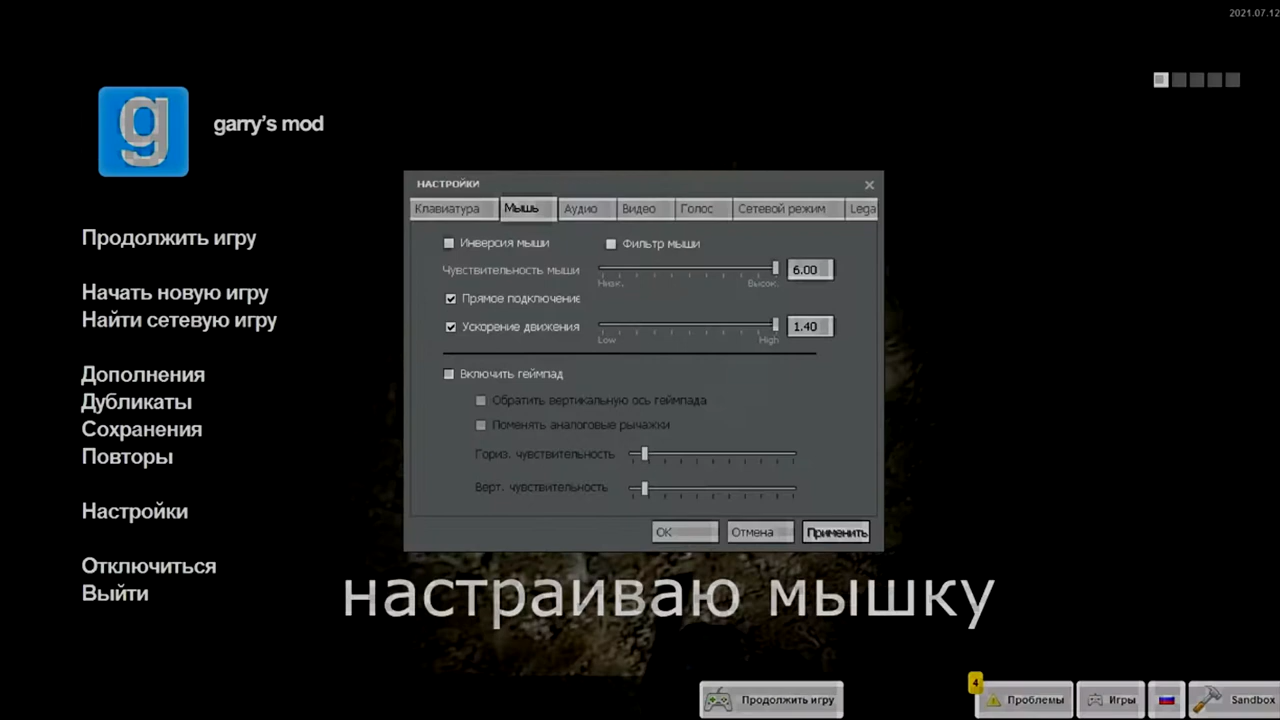 2021.07.12
g
garry's mod
Продолжить игру
Начать новую игру
Найти сетевую игру
Дополнения
Дубликаты
Сохранения
Повторы
Настройки
Отключиться
Выйти
НАСТРОЙКИ
Клавиатура Мышь Аудио Видео Голос Сетевой режим Lega
Инверсия мыши Фильтр мыши
Чувствительность мыши 6.00
Низк. Высок.
Прямое подключение
Ускорение движения 1.40
Low High
Включить геймпад
Обратить вертикальную ось геймпада
Поменять аналоговые рычажки
Гориз. чувствительность
Верт. чувствительность
OK Отмена Применить
настраиваю мышку
Продолжить игру 4 Проблемы Игры Sandbox